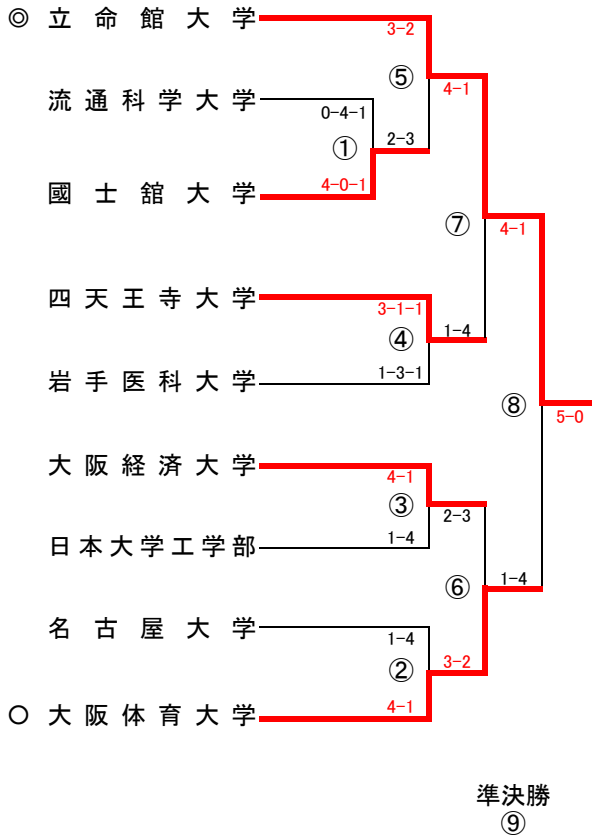 ◎ 立命館大学
3-2
⑤
4-1
流通科学大学
0-4-1
①
2-3
國士舘大学
4-0-1
⑦
4-1
四天王寺大学
3-1-1
④
1-4
岩手医科大学
1-3-1
⑧
5-0
大阪経済大学
4-1
③
2-3
日本大学工学部
1-4
⑥
1-4
名古屋大学
1-4
②
3-2
○ 大阪体育大学
4-1
準決勝
⑨